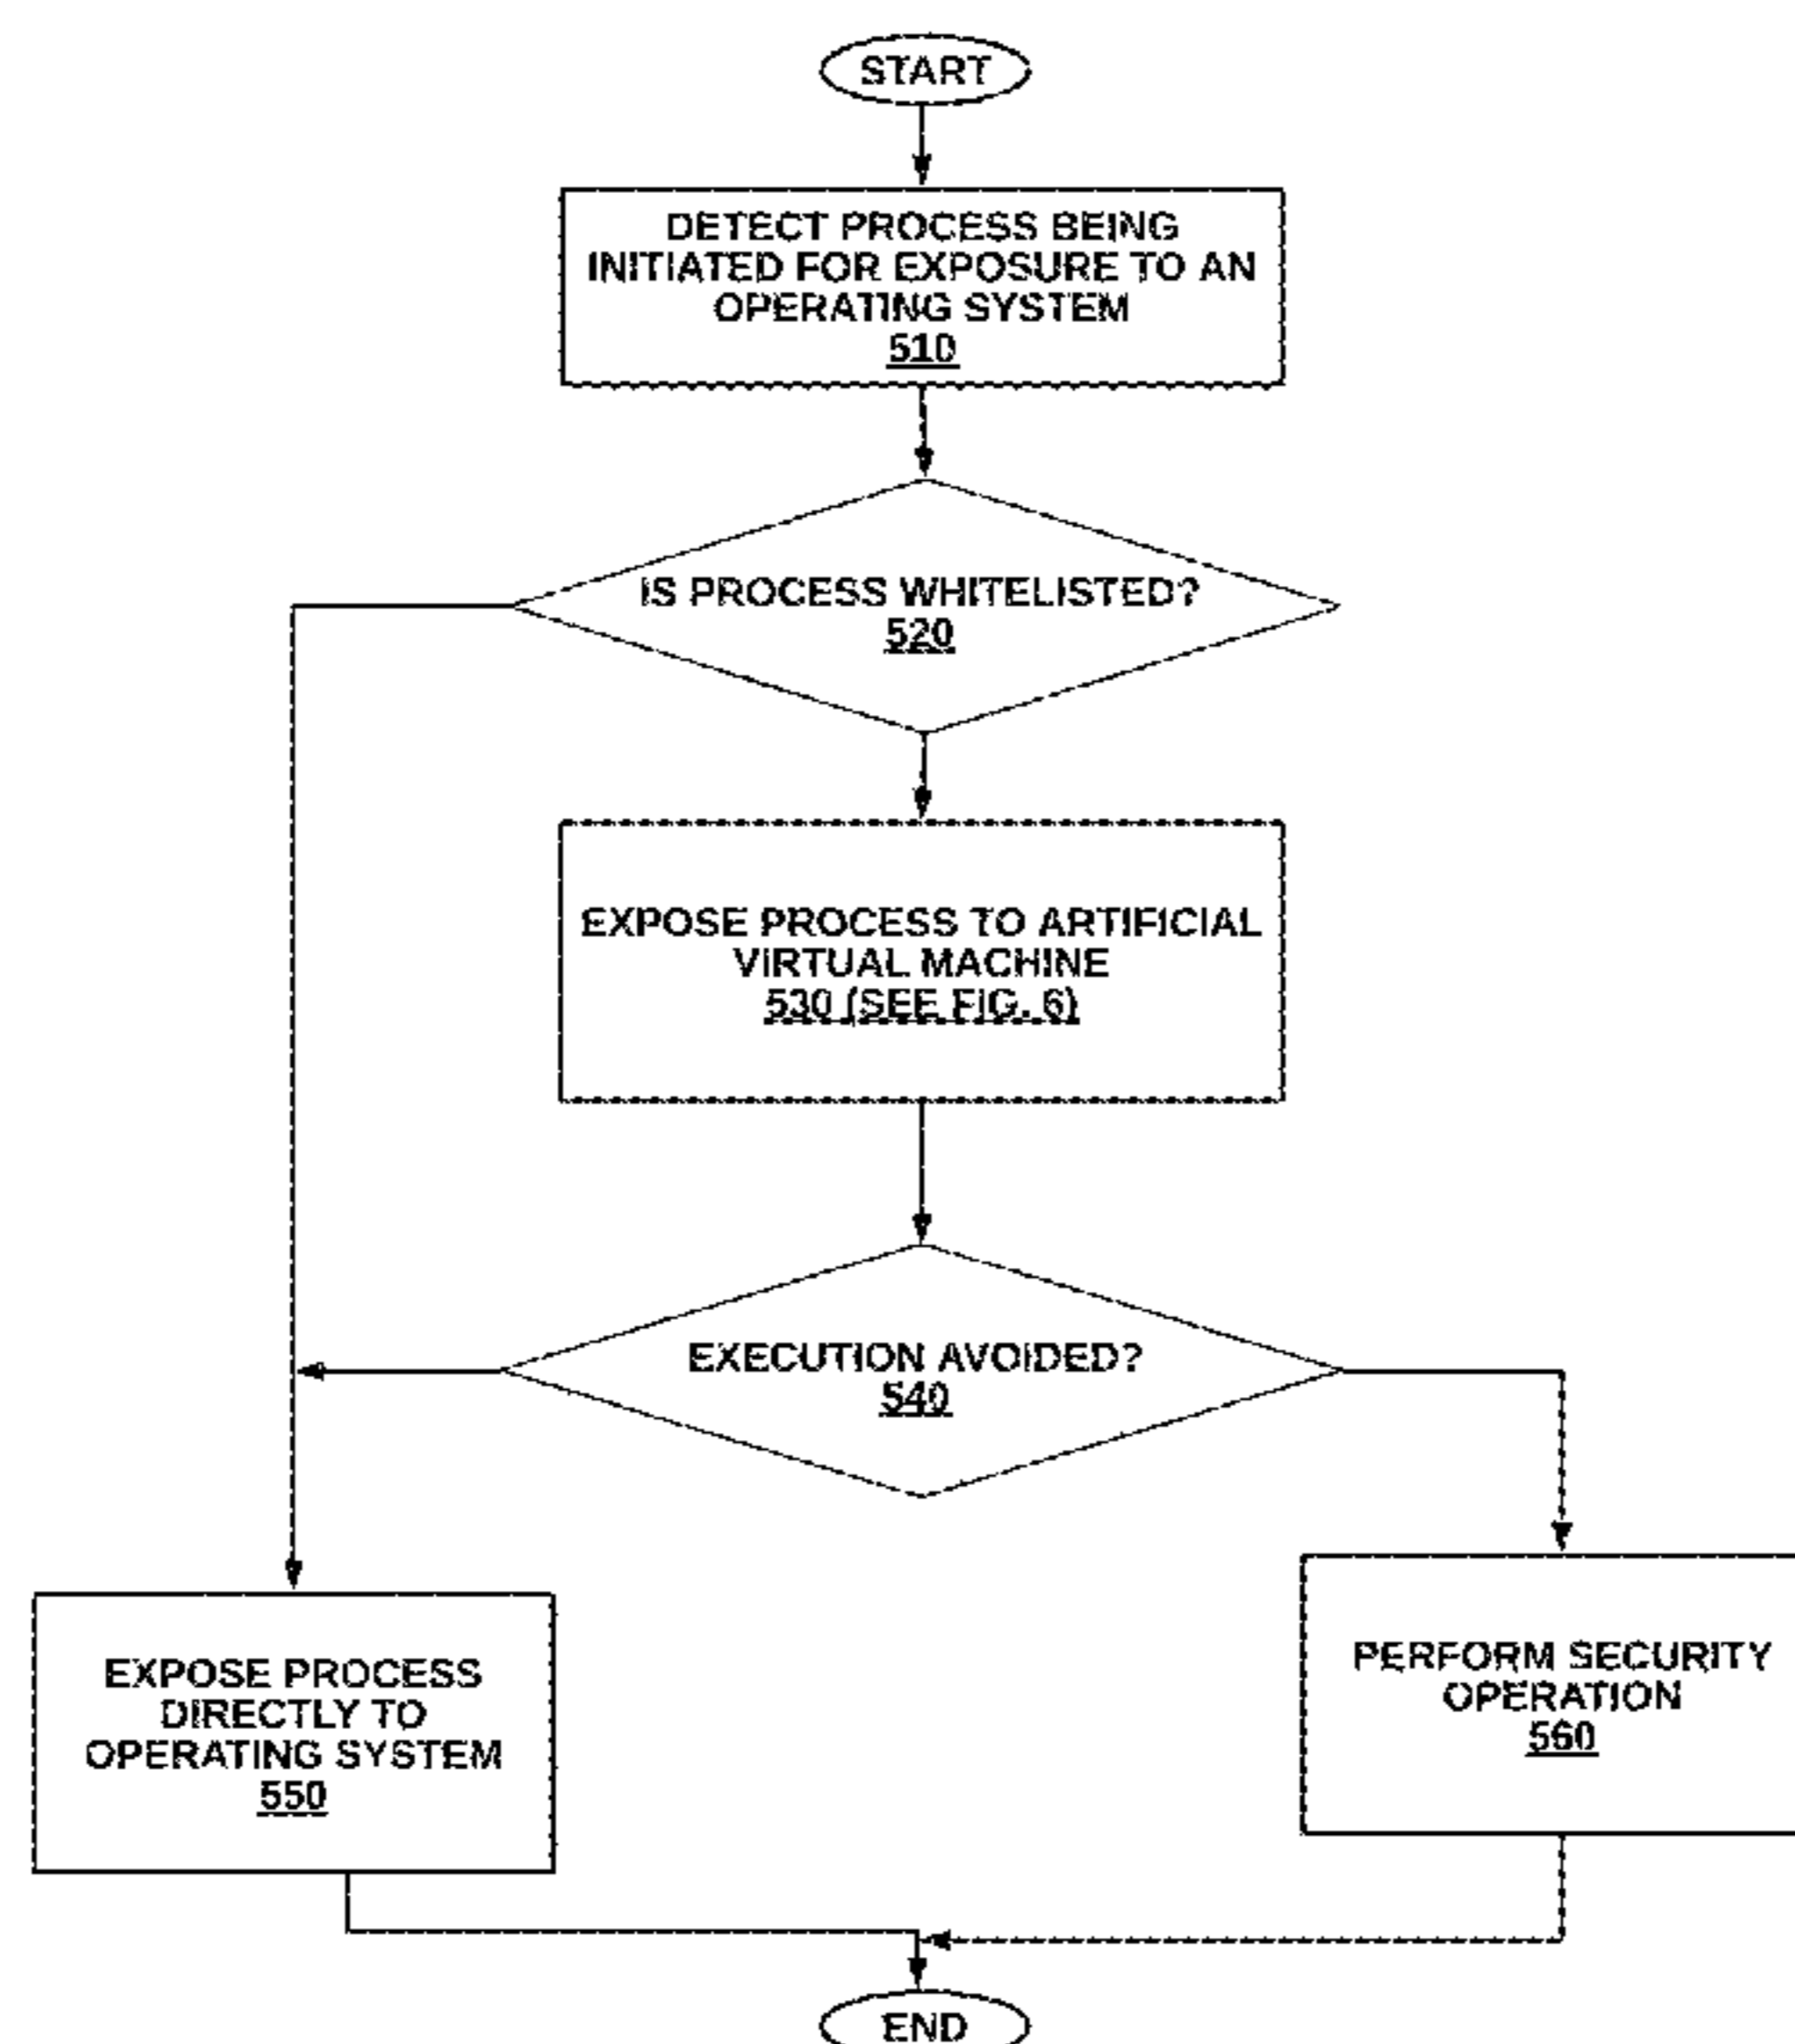 START
DETECT PROCESS BEING
INITIATED FOR EXPOSURE TO AN
OPERATING SYSTEM
510
IS PROCESS WHITELISTED?
520
EXPOSE PROCESS TO ARTIFICIAL
VIRTUAL MACHINE
530 (SEE FIG. 6)
EXECUTION AVOIDED?
540
EXPOSE PROCESS
DIRECTLY TO
OPERATING SYSTEM
550
PERFORM SECURITY
OPERATION
560
END